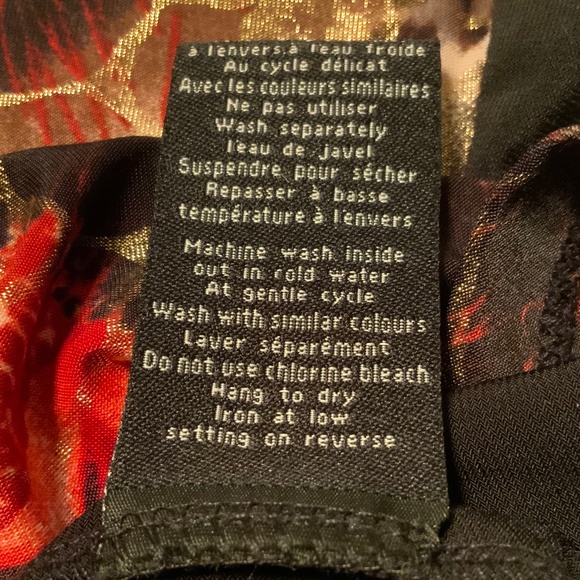 à l'envers.à l'eau froide
Au cycle délicat
Avec les couleurs similaires
Ne pas utiliser
Wash separately
l'eau de javel
Suspendre pour sécher
Repasser à basse
température à l'envers
Machine wash inside
out in cold water
At gentle cycle
Wash with similar colours
Laver séparément
Do not use chlorine bleach
Hang to dry
Iron at low
setting on reverse